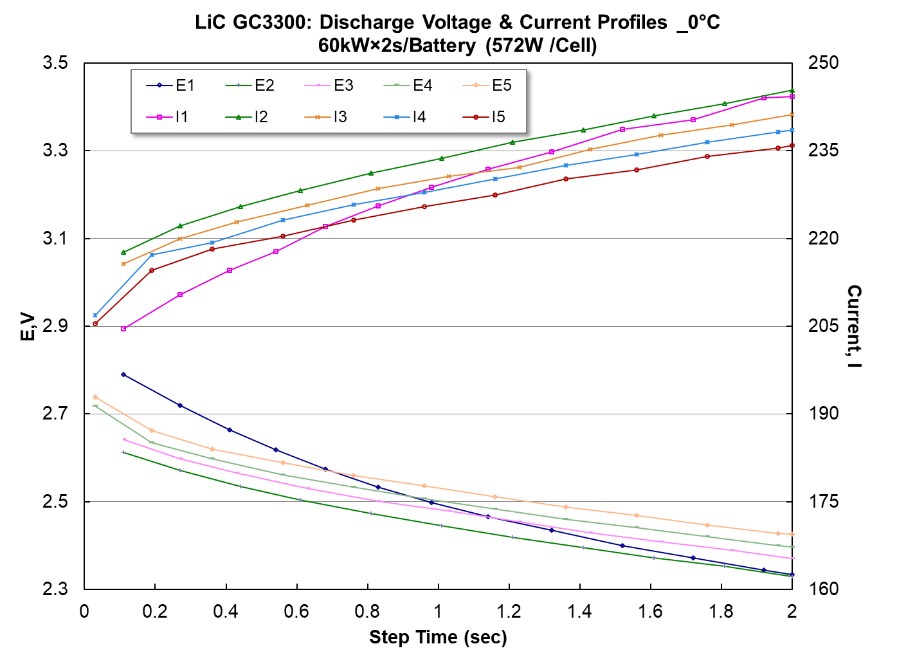 LiC GC3300: Discharge Voltage & Current Profiles _0°C
60kW×2s/Battery (572W /Cell)
3.5
3.3
3.1
2.9
2.7
2.5
2.3
E,V
E1 E2 E3 E4 E5
I1 I2 I3 I4 I5
250
235
220
205
190
175
160
Current, I
0 0.2 0.4 0.6 0.8 1 1.2 1.4 1.6 1.8 2
Step Time (sec)